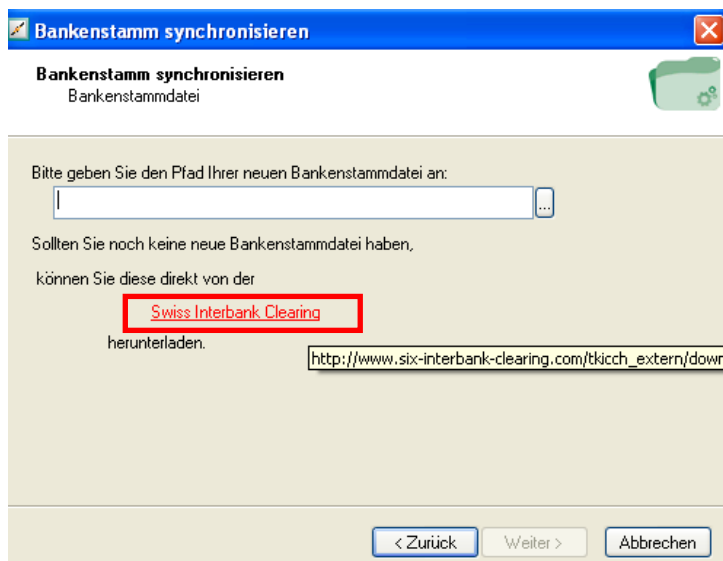 Bankenstamm synchronisieren
Bankenstamm synchronisieren
Bankenstammdatei
Bitte geben Sie den Pfad Ihrer neuen Bankenstammdatei an:
...
Sollten Sie noch keine neue Bankenstammdatei haben,
können Sie diese direkt von der
Swiss Interbank Clearing
herunterladen.
http://www.six-interbank-clearing.com/tkicch_extern/down
< Zurück Weiter > Abbrechen